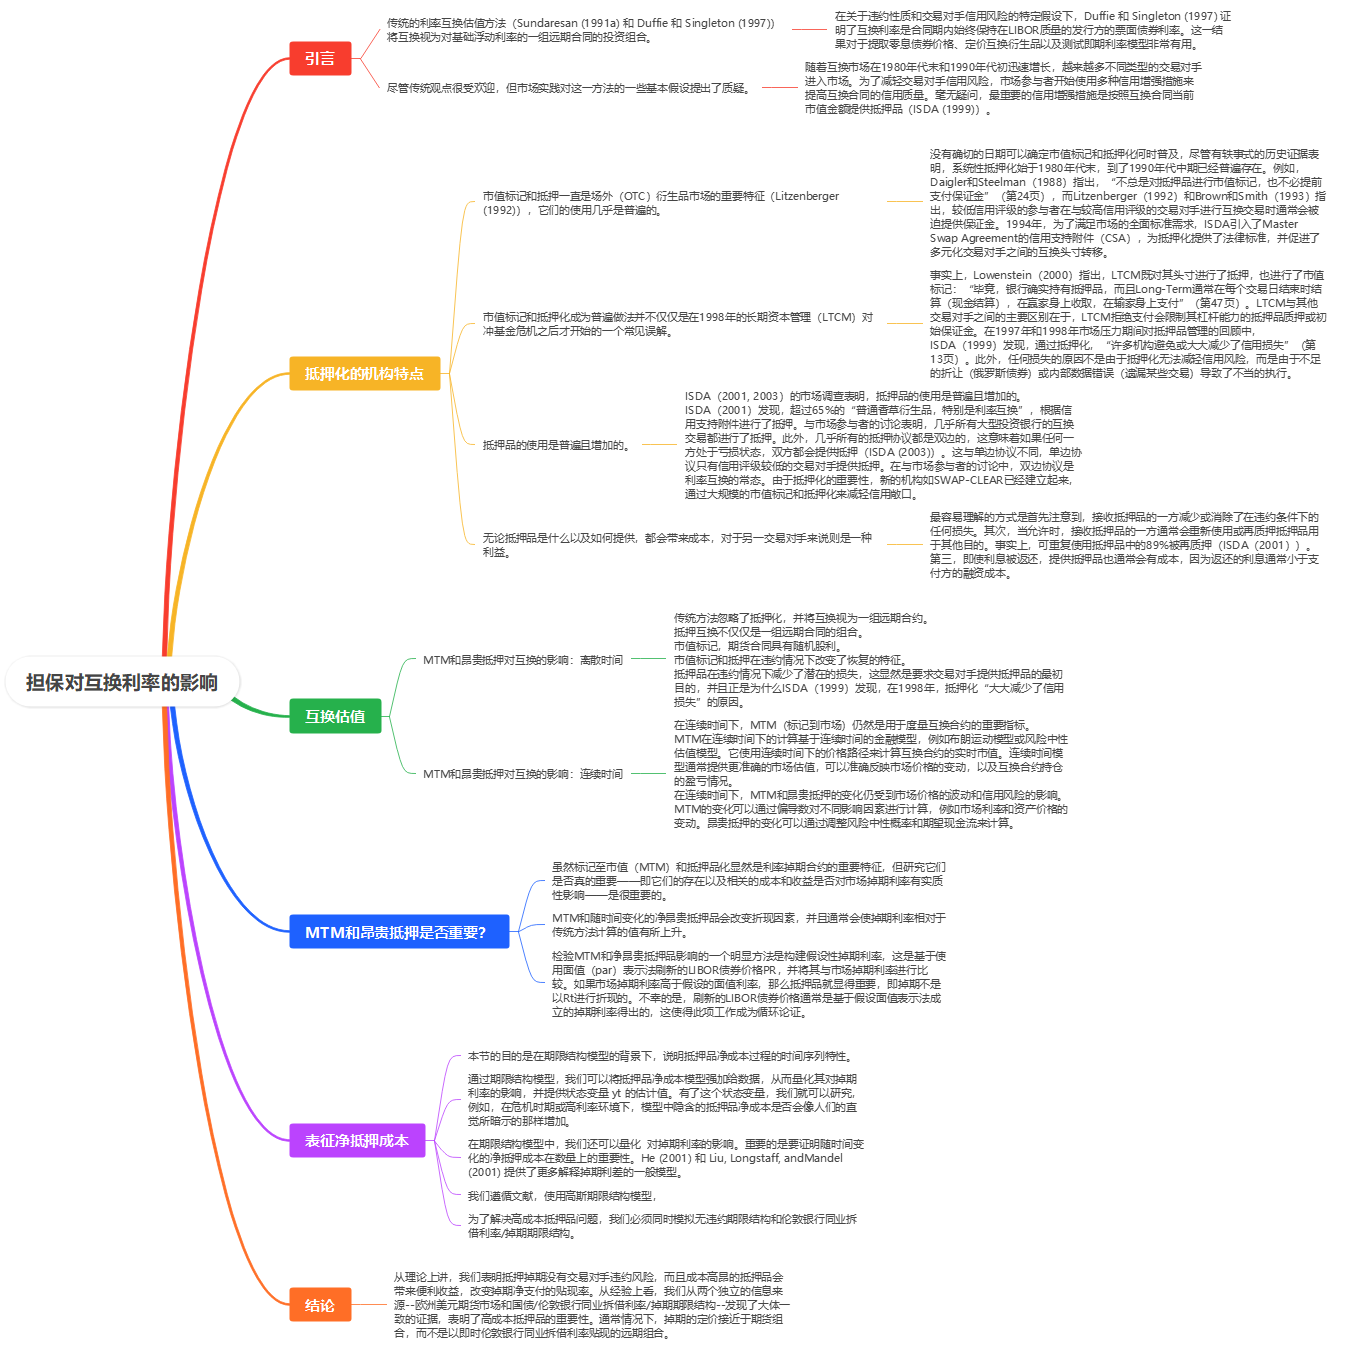 担保对互换利率的影响
引言
传统的利率互换估值方法（Sundaresan (1991a) 和 Duffie 和 Singleton (1997)）
将互换视为对基础浮动利率的一组远期合同的投资组合。
在关于违约性质和交易对手信用风险的特定假设下，Duffie 和 Singleton (1997) 证
明了互换利率是合同期内始终保持在LIBOR质量的发行方的票面债券利率。这一结
果对于提取零息债券价格、定价互换衍生品以及测试即期利率模型非常有用。
尽管传统观点很受欢迎，但市场实践对这一方法的一些基本假设提出了质疑。
随着互换市场在1980年代末和1990年代初迅速增长，越来越多不同类型的交易对手
进入市场。为了减轻交易对手信用风险，市场参与者开始使用多种信用增强措施来
提高互换合同的信用质量。毫无疑问，最重要的信用增强措施是按照互换合同当前
市值金额提供抵押品（ISDA (1999)）。
抵押化的机构特点
市值标记和抵押一直是场外（OTC）衍生品市场的重要特征（Litzenberger
(1992)），它们的使用几乎是普遍的。
没有确切的日期可以确定市值标记和抵押化何时普及，尽管有轶事式的历史证据表
明，系统性抵押化始于1980年代末，到了1990年代中期已经普遍存在。例如，
Daigler和Steelman（1988）指出，“不总是对抵押品进行市值标记，也不必提前
支付保证金”（第24页），而Litzenberger（1992）和Brown和Smith（1993）指
出，较低信用评级的参与者在与较高信用评级的交易对手进行互换交易时通常会被
迫提供保证金。1994年，为了满足市场的全面标准需求，ISDA引入了Master
Swap Agreement的信用支持附件（CSA），为抵押化提供了法律标准，并促进了
多元化交易对手之间的互换头寸转移。
市值标记和抵押化成为普遍做法并不仅仅是在1998年的长期资本管理（LTCM）对
冲基金危机之后才开始的一个常见误解。
事实上，Lowenstein（2000）指出，LTCM既对其头寸进行了抵押，也进行了市值
标记：“毕竟，银行确实持有抵押品，而且Long-Term通常在每个交易日结束时结
算（现金结算），在赢家身上收取，在输家身上支付”（第47页）。LTCM与其他
交易对手之间的主要区别在于，LTCM拒绝支付会限制其杠杆能力的抵押品质押或初
始保证金。在1997年和1998年市场压力期间对抵押品管理的回顾中，
ISDA（1999）发现，通过抵押化，“许多机构避免或大大减少了信用损失”（第
13页）。此外，任何损失的原因不是由于抵押化无法减轻信用风险，而是由于不足
的折让（俄罗斯债券）或内部数据错误（遗漏某些交易）导致了不当的执行。
抵押品的使用是普遍且增加的。
ISDA（2001, 2003）的市场调查表明，抵押品的使用是普遍且增加的。
ISDA（2001）发现，超过65%的“普通香草衍生品，特别是利率互换”，根据信
用支持附件进行了抵押。与市场参与者的讨论表明，几乎所有大型投资银行的互换
交易都进行了抵押。此外，几乎所有的抵押协议都是双边的，这意味着如果任何一
方处于亏损状态，双方都会提供抵押（ISDA (2003)）。这与单边协议不同，单边协
议只有信用评级较低的交易对手提供抵押。在与市场参与者的讨论中，双边协议是
利率互换的常态。由于抵押化的重要性，新的机构如SWAP-CLEAR已经建立起来，
通过大规模的市值标记和抵押化来减轻信用敞口。
无论抵押品是什么以及如何提供，都会带来成本，对于另一交易对手来说则是一种
利益。
最容易理解的方式是首先注意到，接收抵押品的一方减少或消除了在违约条件下的
任何损失。其次，当允许时，接收抵押品的一方通常会重新使用或再质押抵押品用
于其他目的。事实上，可重复使用抵押品中的89%被再质押（ISDA（2001））。
第三，即使利息被返还，提供抵押品也通常会有成本，因为返还的利息通常小于支
付方的融资成本。
互换估值
MTM和昂贵抵押对互换的影响：离散时间
传统方法忽略了抵押化，并将互换视为一组远期合约。
抵押互换不仅仅是一组远期合同的组合。
市值标记，期货合同具有随机股利。
市值标记和抵押在违约情况下改变了恢复的特征。
抵押品在违约情况下减少了潜在的损失，这显然是要求交易对手提供抵押品的最初
目的，并且正是为什么ISDA（1999）发现，在1998年，抵押化“大大减少了信用
损失”的原因。
MTM和昂贵抵押对互换的影响：连续时间
在连续时间下，MTM（标记到市场）仍然是用于度量互换合约的重要指标。
MTM在连续时间下的计算基于连续时间的金融模型，例如布朗运动模型或风险中性
估值模型。它使用连续时间下的价格路径来计算互换合约的实时市值。连续时间模
型通常提供更准确的市场估值，可以准确反映市场价格的变动，以及互换合约持仓
的盈亏情况。
在连续时间下，MTM和昂贵抵押的变化仍受到市场价格的波动和信用风险的影响。
MTM的变化可以通过偏导数对不同影响因素进行计算，例如市场利率和资产价格的
变动。昂贵抵押的变化可以通过调整风险中性概率和期望现金流来计算。
MTM和昂贵抵押是否重要？
虽然标记至市值（MTM）和抵押品化显然是利率掉期合约的重要特征，但研究它们
是否真的重要——即它们的存在以及相关的成本和收益是否对市场掉期利率有实质
性影响——是很重要的。
MTM和随时间变化的净昂贵抵押品会改变折现因素，并且通常会使掉期利率相对于
传统方法计算的值有所上升。
检验MTM和净昂贵抵押品影响的一个明显方法是构建假设性掉期利率，这是基于使
用面值（par）表示法刷新的LIBOR债券价格PR，并将其与市场掉期利率进行比
较。如果市场掉期利率高于假设的面值利率，那么抵押品就显得重要，即掉期不是
以Rt进行折现的。不幸的是，刷新的LIBOR债券价格通常是基于假设面值表示法成
立的掉期利率得出的，这使得此项工作成为循环论证。
表征净抵押成本
本节的目的是在期限结构模型的背景下，说明抵押品净成本过程的时间序列特性。
通过期限结构模型，我们可以将抵押品净成本模型强加给数据，从而量化其对掉期
利率的影响，并提供状态变量 yt 的估计值。有了这个状态变量，我们就可以研究，
例如，在危机时期或高利率环境下，模型中隐含的抵押品净成本是否会像人们的直
觉所暗示的那样增加。
在期限结构模型中，我们还可以量化 对掉期利率的影响。重要的是要证明随时间变
化的净抵押成本在数量上的重要性。He (2001) 和 Liu, Longstaff, andMandel
(2001) 提供了更多解释掉期利差的一般模型。
我们遵循文献，使用高斯期限结构模型，
为了解决高成本抵押品问题，我们必须同时模拟无违约期限结构和伦敦银行同业拆
借利率/掉期期限结构。
结论
从理论上讲，我们表明抵押掉期没有交易对手违约风险，而且成本高昂的抵押品会
带来便利收益，改变掉期净支付的贴现率。从经验上看，我们从两个独立的信息来
源--欧洲美元期货市场和国债/伦敦银行同业拆借利率/掉期期限结构--发现了大体一
致的证据，表明了高成本抵押品的重要性。通常情况下，掉期的定价接近于期货组
合，而不是以即时伦敦银行同业拆借利率贴现的远期组合。